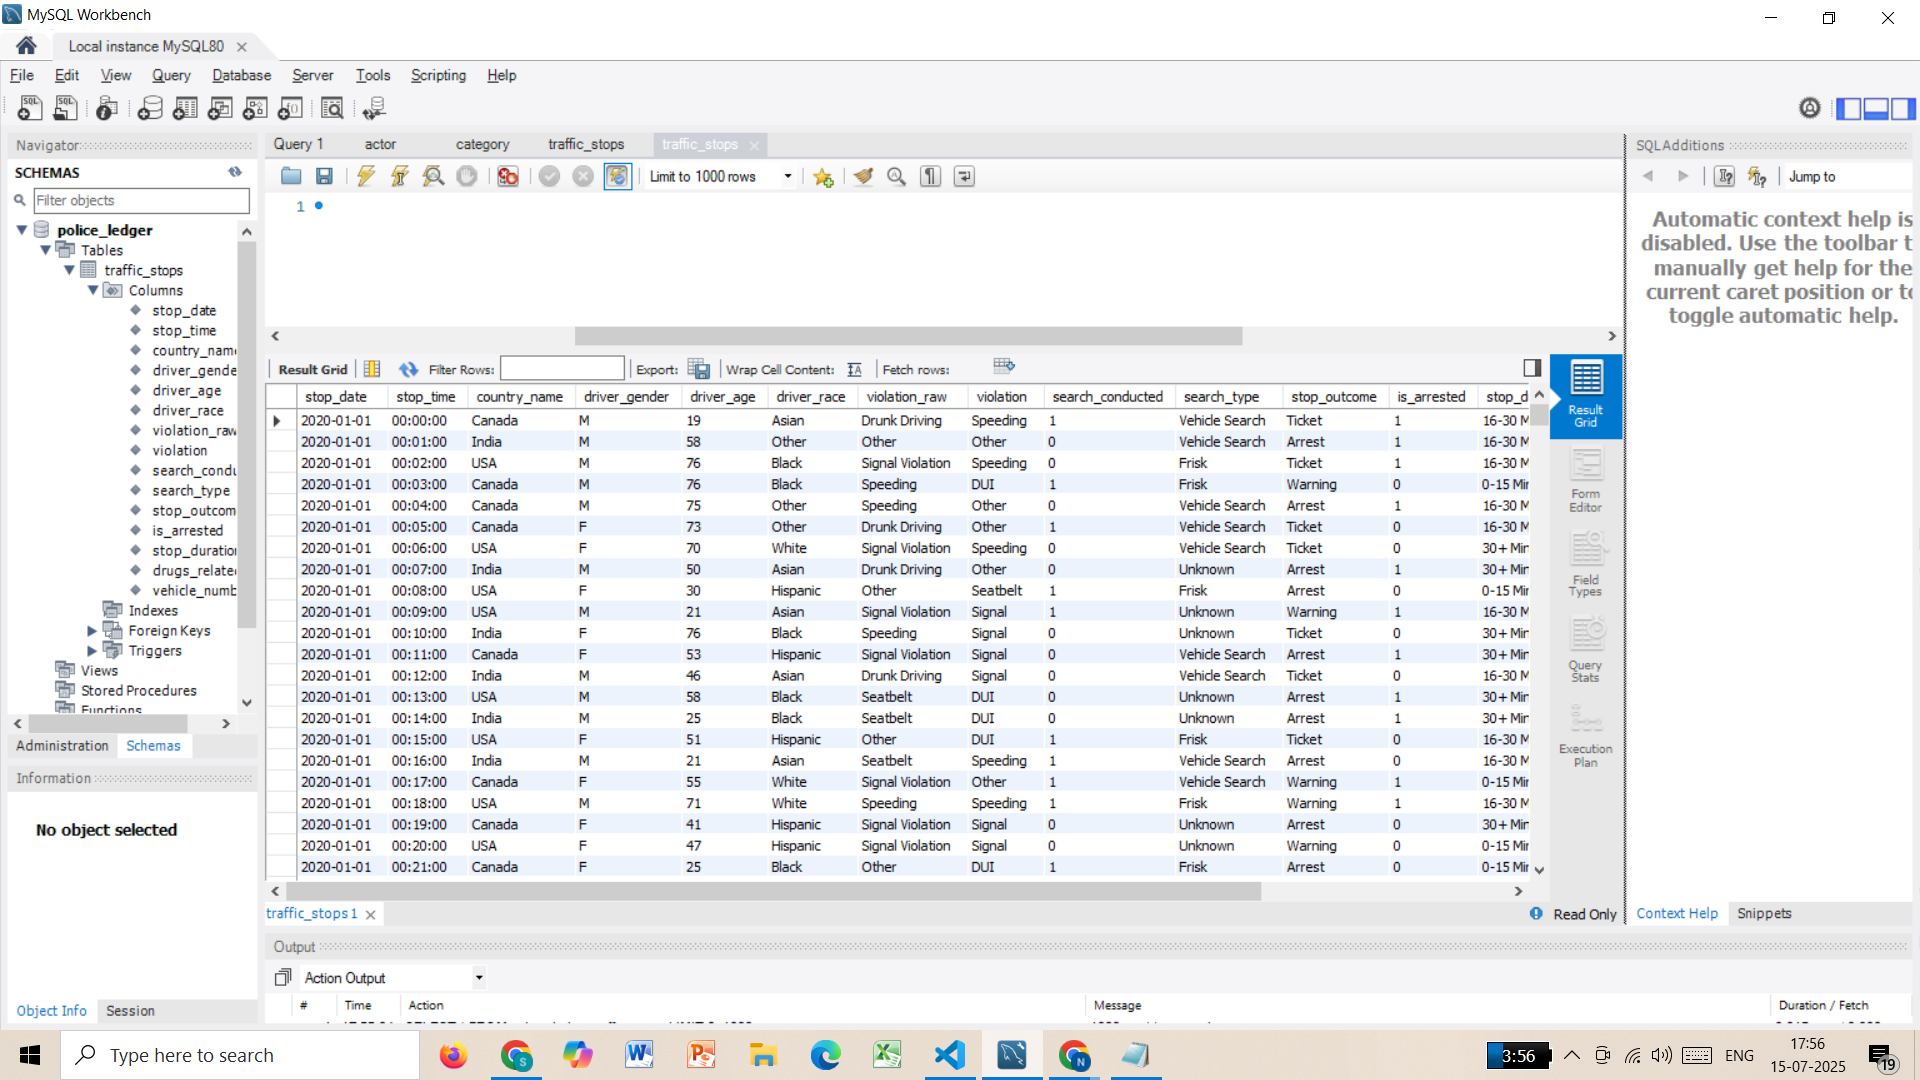 MySQL Workbench
Local instance MySQL80
File Edit View Query Database Server Tools Scripting Help
Navigator
SCHEMAS
Filter objects
police_ledger
Tables
traffic_stops
Columns
stop_date
stop_time
country_nam
driver_gende
driver_age
driver_race
violation_raw
violation
search_condu
search_type
stop_outcom
is_arrested
stop_duration
drugs_relate
vehicle_numb
Indexes
Foreign Keys
Triggers
Views
Stored Procedures
Functions
Administration Schemas
Information
No object selected
Object Info Session
Query 1 actor category traffic_stops traffic_stops
Limit to 1000 rows
1
Result Grid Filter Rows: Export: Wrap Cell Content: Fetch rows:
stop_date stop_time country_name driver_gender driver_age driver_race violation_raw violation search_conducted search_type stop_outcome is_arrested stop_d
2020-01-01 00:00:00 Canada M 19 Asian Drunk Driving Speeding 1 Vehicle Search Ticket 1 16-30 M
2020-01-01 00:01:00 India M 58 Other Other Other 0 Vehicle Search Arrest 1 16-30 M
2020-01-01 00:02:00 USA M 76 Black Signal Violation Speeding 0 Frisk Ticket 1 16-30 M
2020-01-01 00:03:00 Canada M 76 Black Speeding DUI 1 Frisk Warning 0 0-15 Min
2020-01-01 00:04:00 Canada M 75 Other Speeding Other 0 Vehicle Search Arrest 1 16-30 M
2020-01-01 00:05:00 Canada F 73 Other Drunk Driving Other 1 Vehicle Search Ticket 0 16-30 M
2020-01-01 00:06:00 USA F 70 White Signal Violation Speeding 0 Vehicle Search Ticket 0 30+ Min
2020-01-01 00:07:00 India M 50 Asian Drunk Driving Other 0 Unknown Arrest 0 30+ Min
2020-01-01 00:08:00 USA F 30 Hispanic Other Seatbelt 1 Frisk Arrest 0 0-15 Min
2020-01-01 00:09:00 USA M 21 Asian Signal Violation Signal 1 Unknown Warning 1 16-30 M
2020-01-01 00:10:00 India F 76 Black Speeding Signal 0 Unknown Ticket 0 30+ Min
2020-01-01 00:11:00 Canada F 53 Hispanic Signal Violation Signal 0 Vehicle Search Arrest 0 30+ Min
2020-01-01 00:12:00 India M 46 Asian Drunk Driving Signal 0 Vehicle Search Ticket 0 16-30 M
2020-01-01 00:13:00 USA M 58 Black Seatbelt DUI 0 Unknown Arrest 1 30+ Min
2020-01-01 00:14:00 India M 25 Black Seatbelt DUI 0 Unknown Arrest 1 30+ Min
2020-01-01 00:15:00 USA F 51 Hispanic Other DUI 1 Frisk Ticket 0 16-30 M
2020-01-01 00:16:00 India M 21 Asian Seatbelt Speeding 1 Vehicle Search Arrest 0 16-30 M
2020-01-01 00:17:00 Canada F 55 White Signal Violation Other 1 Vehicle Search Warning 1 0-15 Min
2020-01-01 00:18:00 USA M 71 White Speeding Speeding 1 Frisk Warning 1 16-30 M
2020-01-01 00:19:00 Canada F 41 Hispanic Signal Violation Signal 0 Unknown Arrest 0 30+ Min
2020-01-01 00:20:00 USA F 47 Hispanic Signal Violation Signal 0 Unknown Warning 0 0-15 Min
2020-01-01 00:21:00 Canada F 25 Black Other DUI 1 Frisk Arrest 0 0-15 Min
traffic_stops 1 Read Only
Result
Grid
Form
Editor
Field
Types
Query
Stats
Execution
Plan
Output
Action Output
# Time Action Message Duration / Fetch
SQLAdditions
Jump to
Automatic context help is
disabled. Use the toolbar t
manually get help for the
current caret position or to
toggle automatic help.
Context Help Snippets
Type here to search
3:56
ENG
17:56
15-07-2025
19